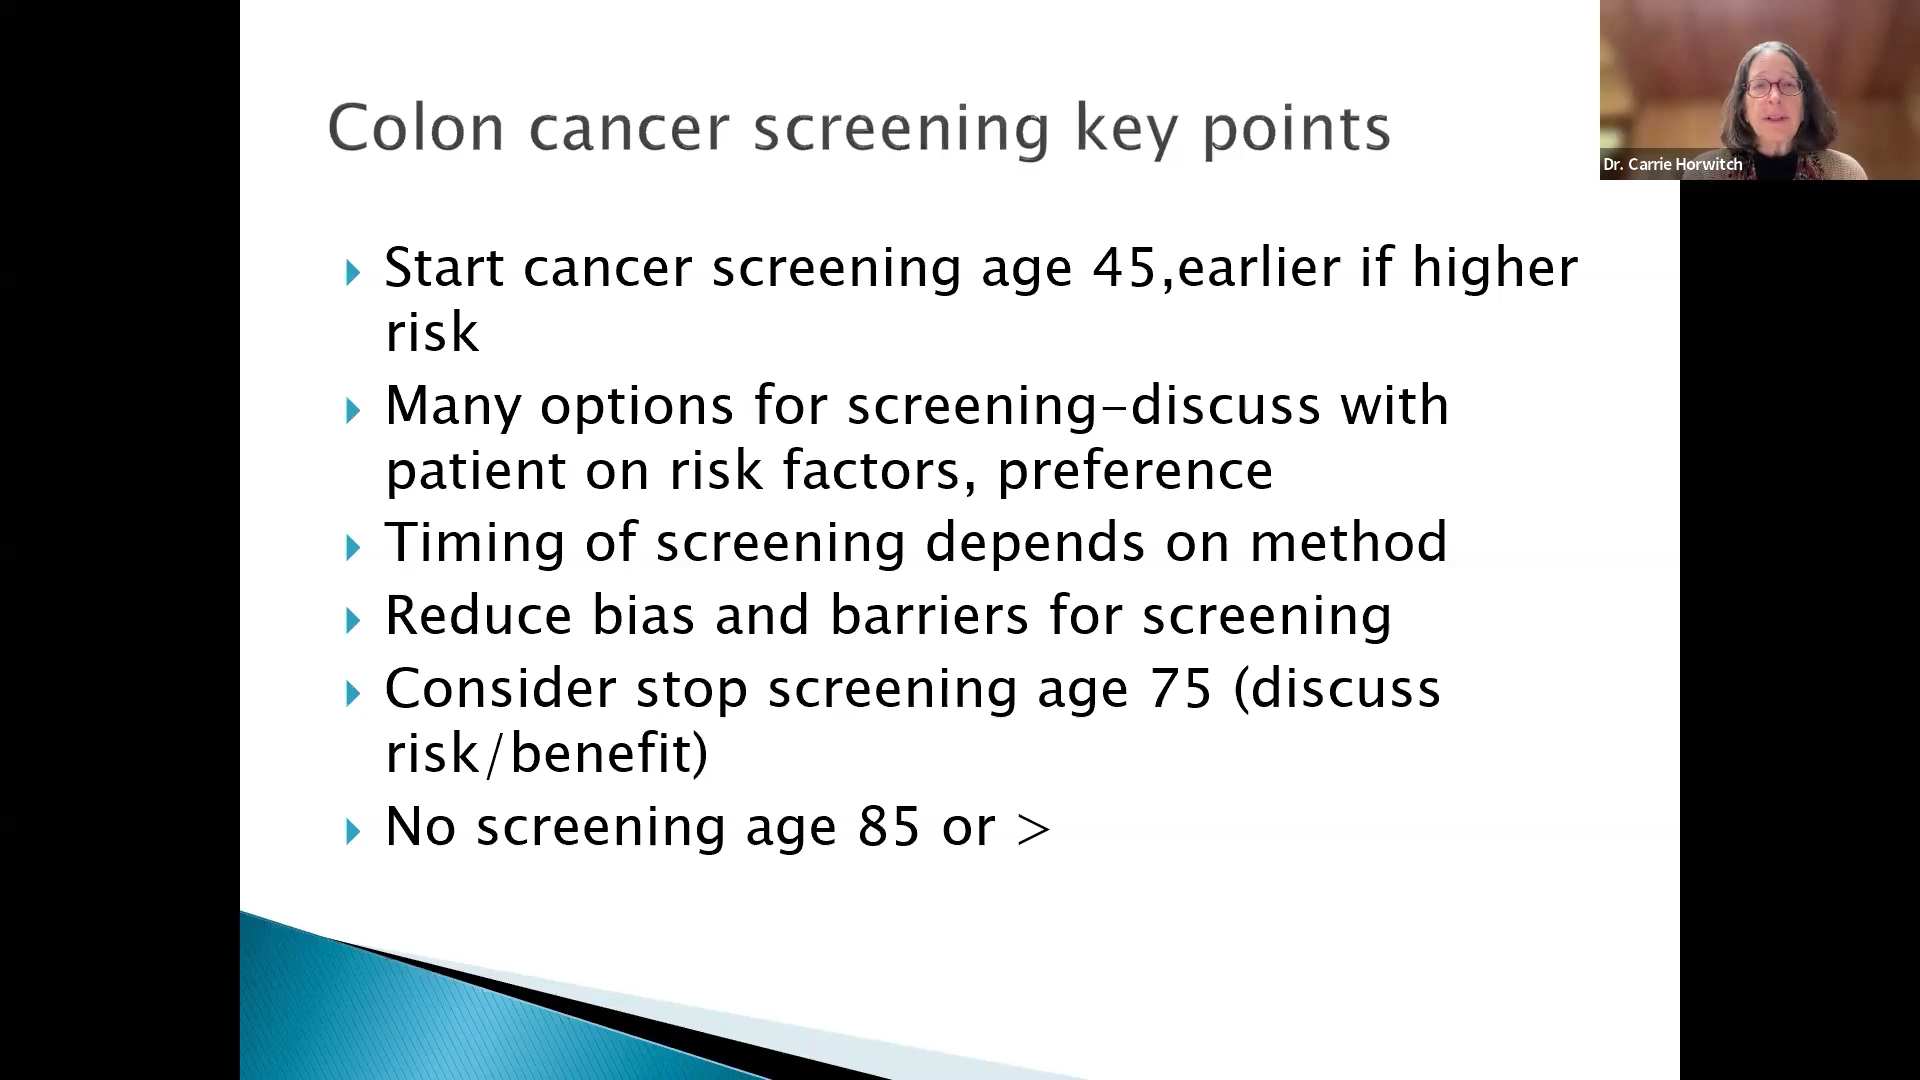 Colon cancer screening key points
Dr. Carrie Horwitch
Start cancer screening age 45,earlier if higher
risk
Many options for screening-discuss with
patient on risk factors, preference
Timing of screening depends on method
Reduce bias and barriers for screening
Consider stop screening age 75 (discuss
risk/benefit)
No screening age 85 or >